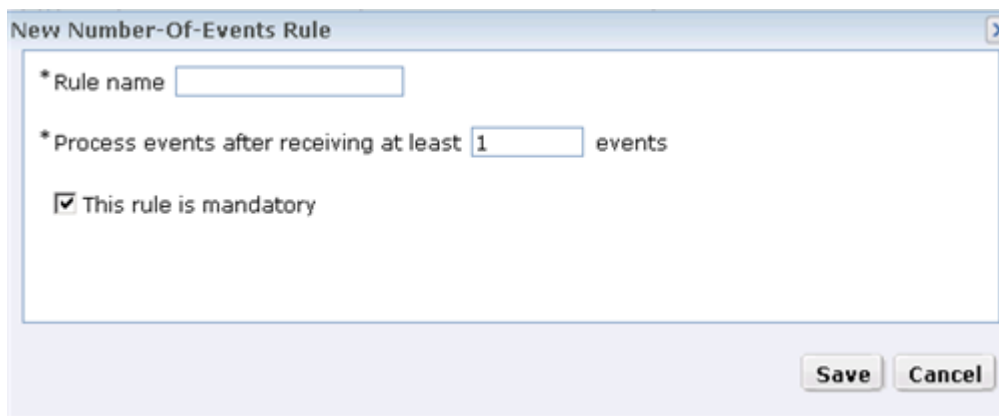 New Number-Of-Events Rule
*Rule name
*Process events after receiving at least 1 events
This rule is mandatory
Save Cancel